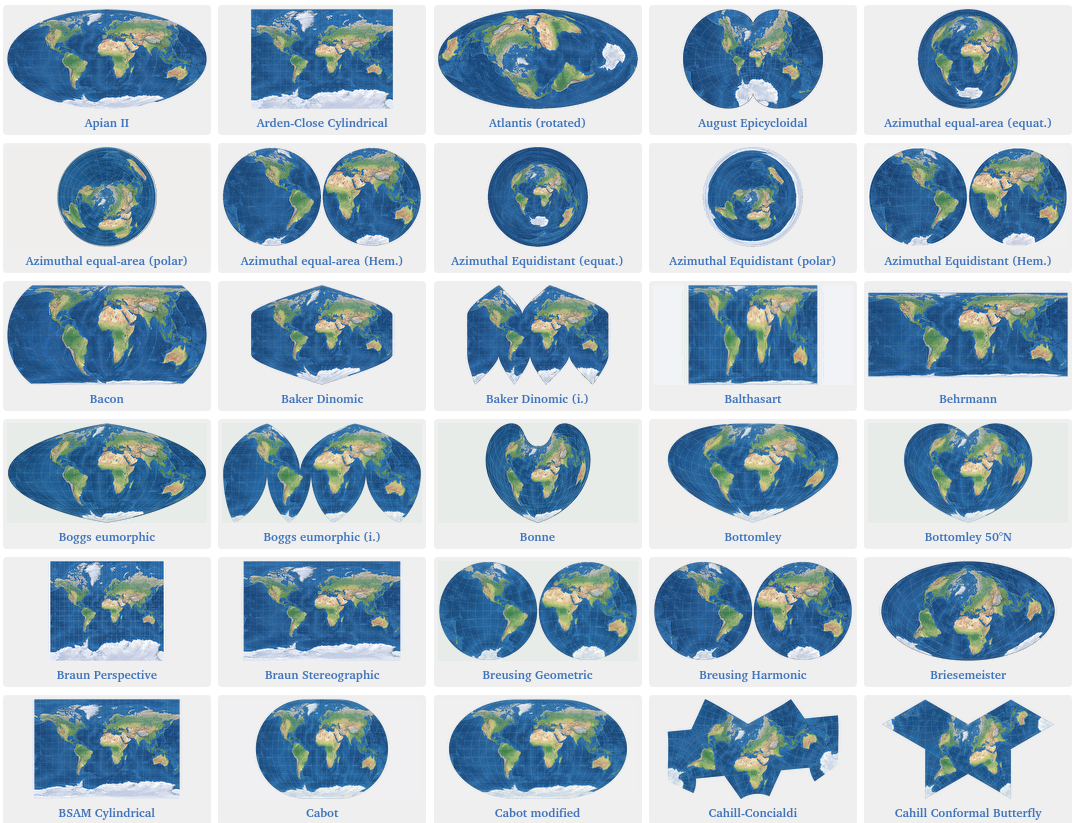 Apian II
Arden-Close Cylindrical
Atlantis (rotated)
August Epicycloidal
Azimuthal equal-area (equat.)
Azimuthal equal-area (polar)
Azimuthal equal-area (Hem.)
Azimuthal Equidistant (equat.)
Azimuthal Equidistant (polar)
Azimuthal Equidistant (Hem.)
Bacon
Baker Dinomic
Baker Dinomic (i.)
Balthasart
Behrmann
Boggs eumorphic
Boggs eumorphic (i.)
Bonne
Bottomley
Bottomley 50°N
Braun Perspective
Braun Stereographic
Breusing Geometric
Breusing Harmonic
Briesemeister
BSAM Cylindrical
Cabot
Cabot modified
Cahill-Concialdi
Cahill Conformal Butterfly